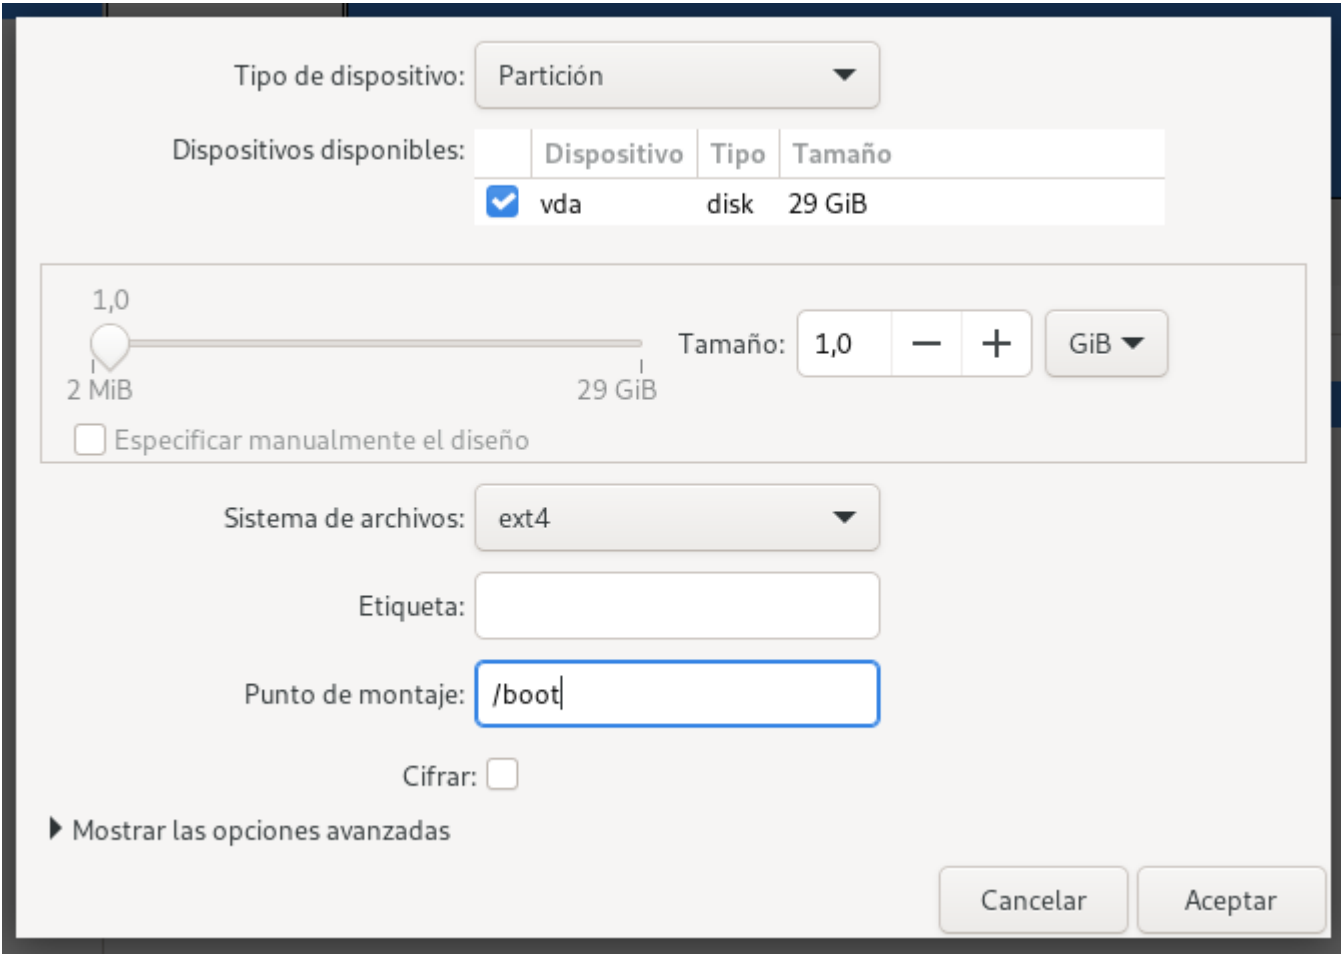 Tipo de dispositivo: Partición
Dispositivos disponibles: Dispositivo Tipo Tamaño
vda disk 29 GiB
1,0
Tamaño: 1,0 − + GiB
2 MiB 29 GiB
Especificar manualmente el diseño
Sistema de archivos: ext4
Etiqueta:
Punto de montaje: /boot
Cifrar:
Mostrar las opciones avanzadas
Cancelar Aceptar